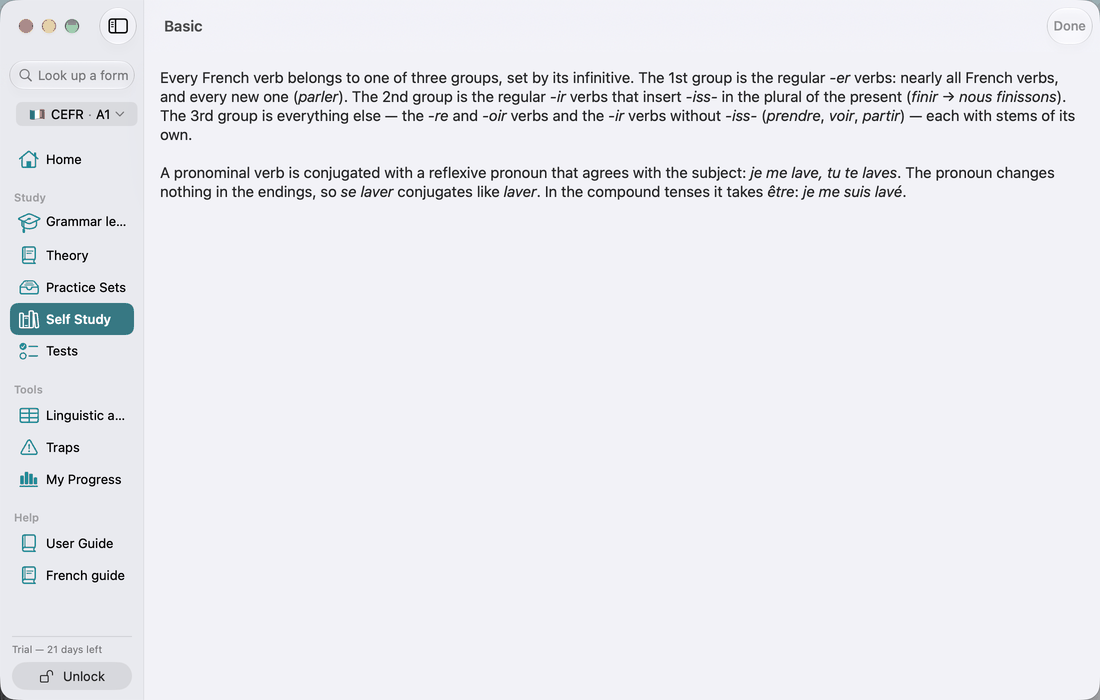 Basic
Done
Look up a form
CEFR · A1
Home
Study
Grammar le...
Theory
Practice Sets
Self Study
Tests
Tools
Linguistic a...
Traps
My Progress
Help
User Guide
French guide
Trial — 21 days left
Unlock
Every French verb belongs to one of three groups, set by its infinitive. The 1st group is the regular -er verbs: nearly all French verbs,
and every new one (parler). The 2nd group is the regular -ir verbs that insert -iss- in the plural of the present (finir → nous finissons).
The 3rd group is everything else — the -re and -oir verbs and the -ir verbs without -iss- (prendre, voir, partir) — each with stems of its
own.
A pronominal verb is conjugated with a reflexive pronoun that agrees with the subject: je me lave, tu te laves. The pronoun changes
nothing in the endings, so se laver conjugates like laver. In the compound tenses it takes être: je me suis lavé.